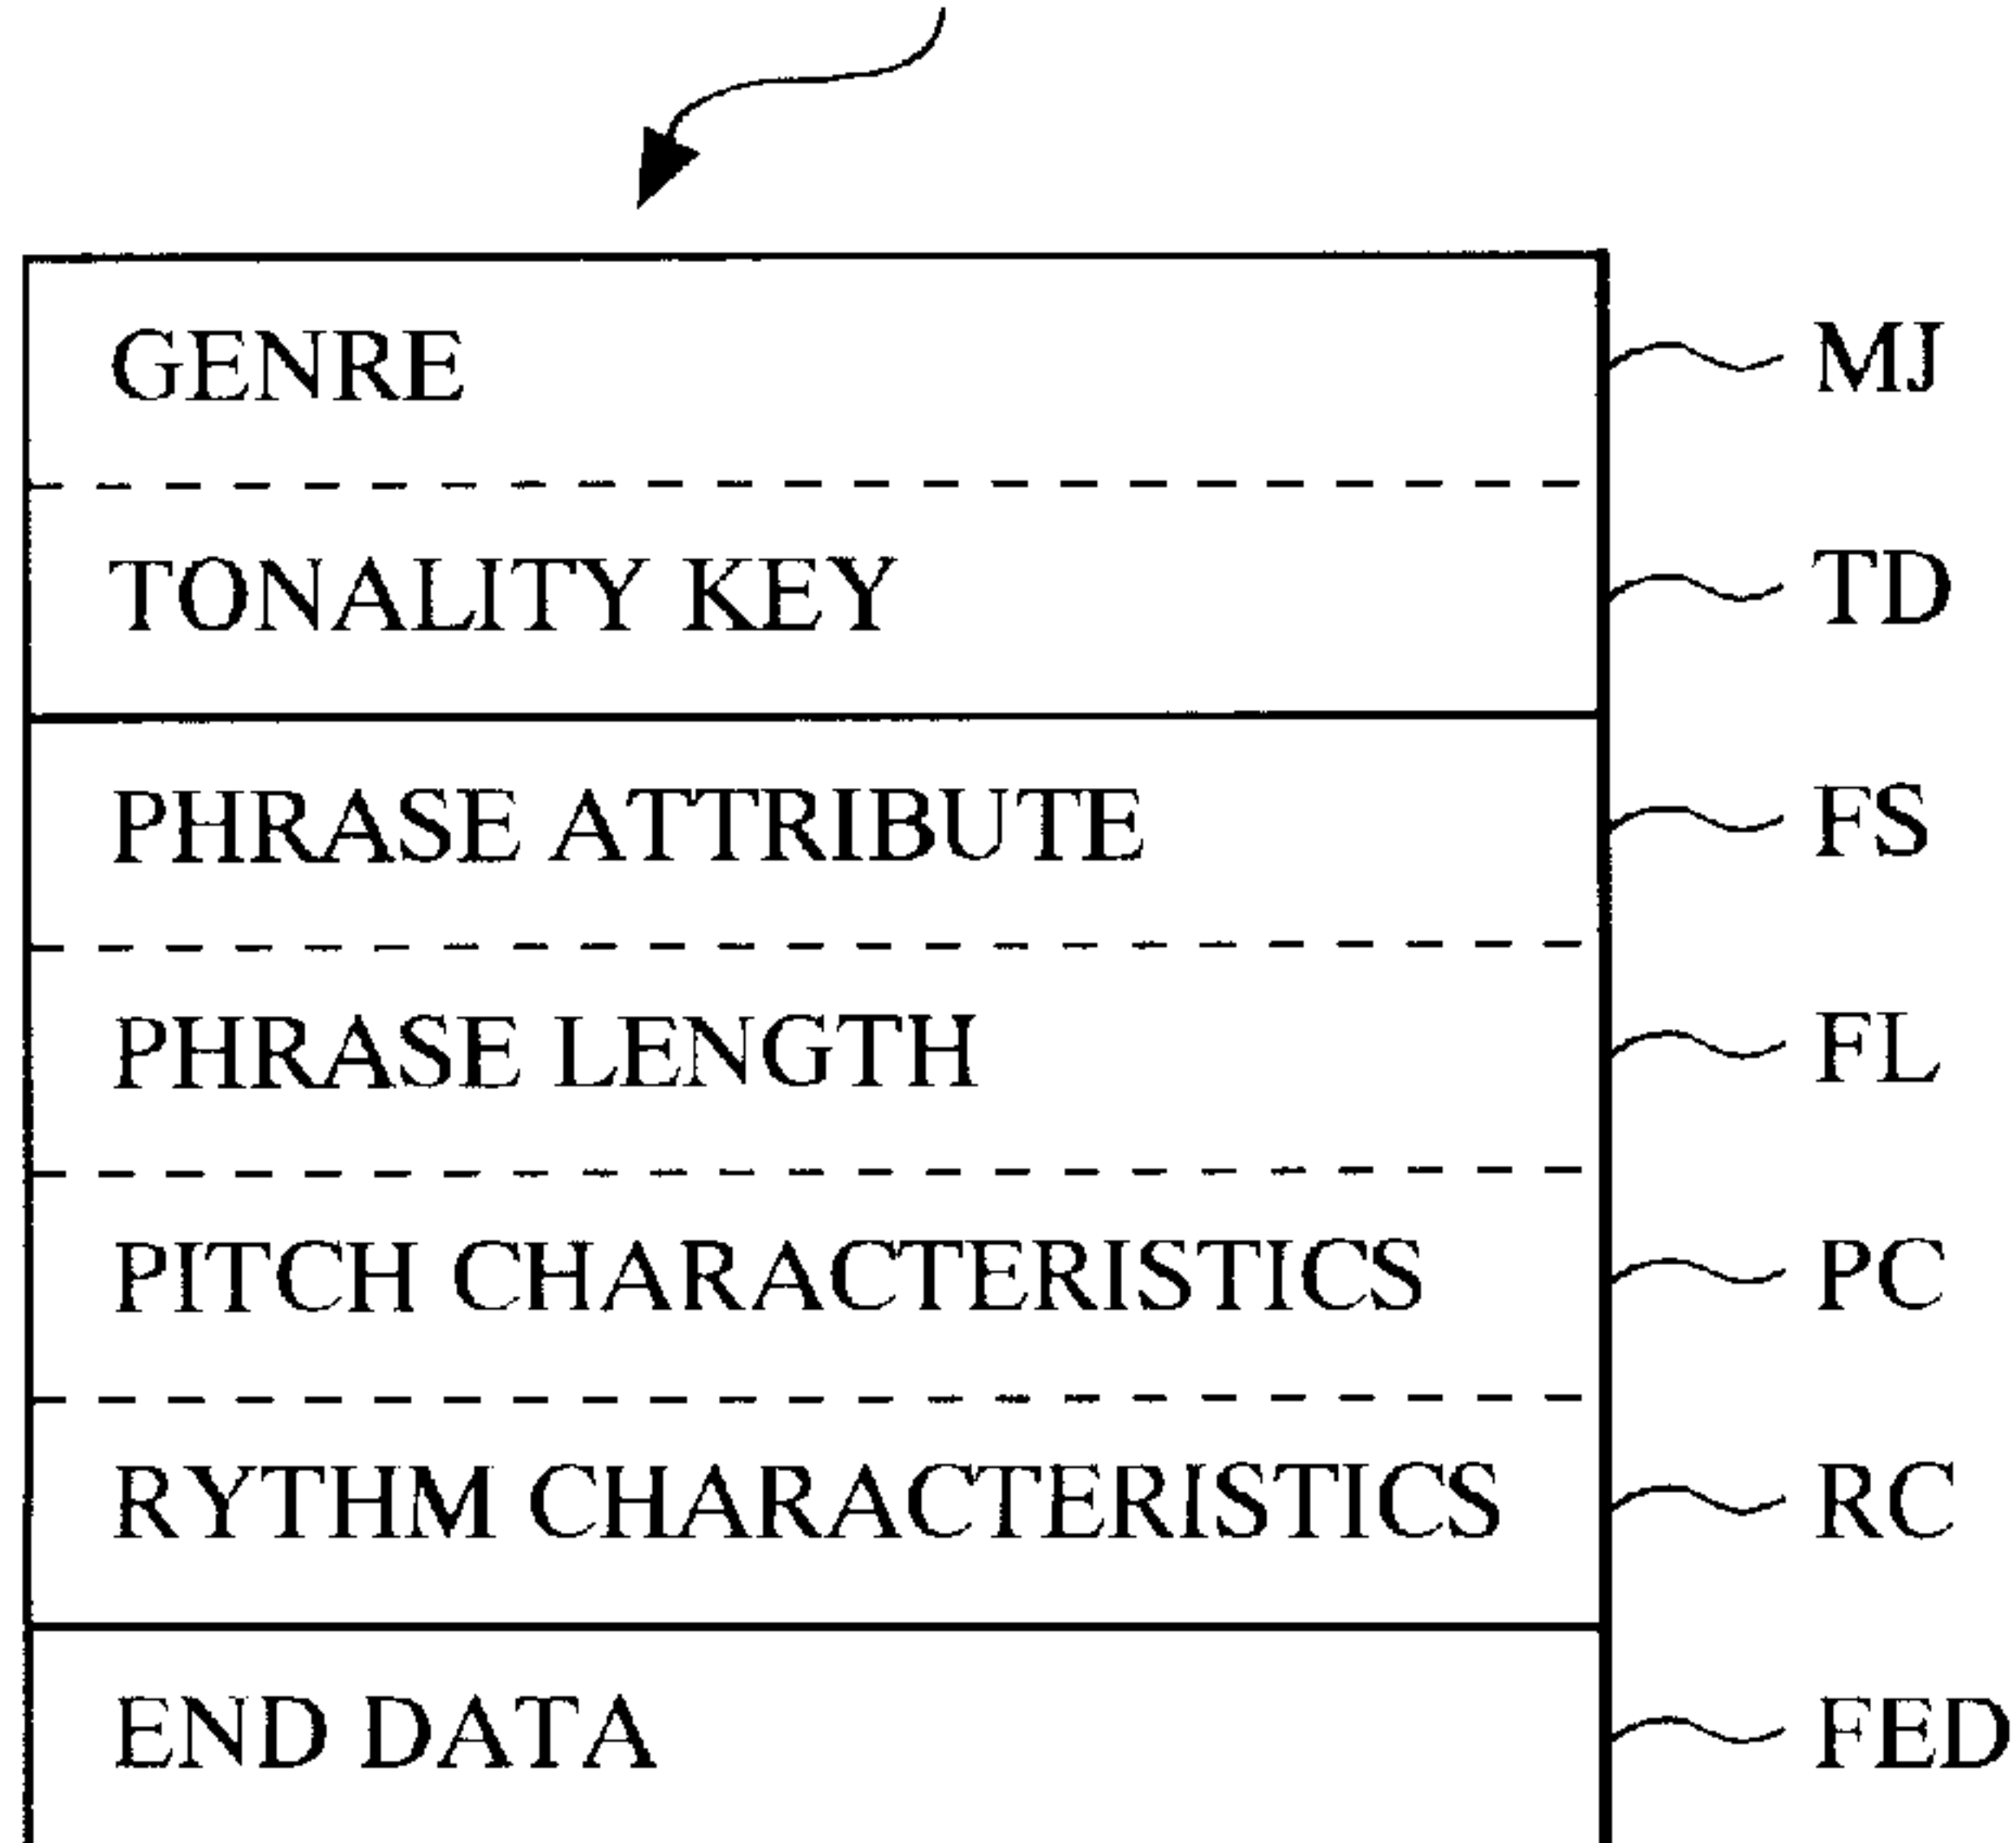 GENRE MJ
TONALITY KEY TD
PHRASE ATTRIBUTE FS
PHRASE LENGTH FL
PITCH CHARACTERISTICS PC
RYTHM CHARACTERISTICS RC
END DATA FED